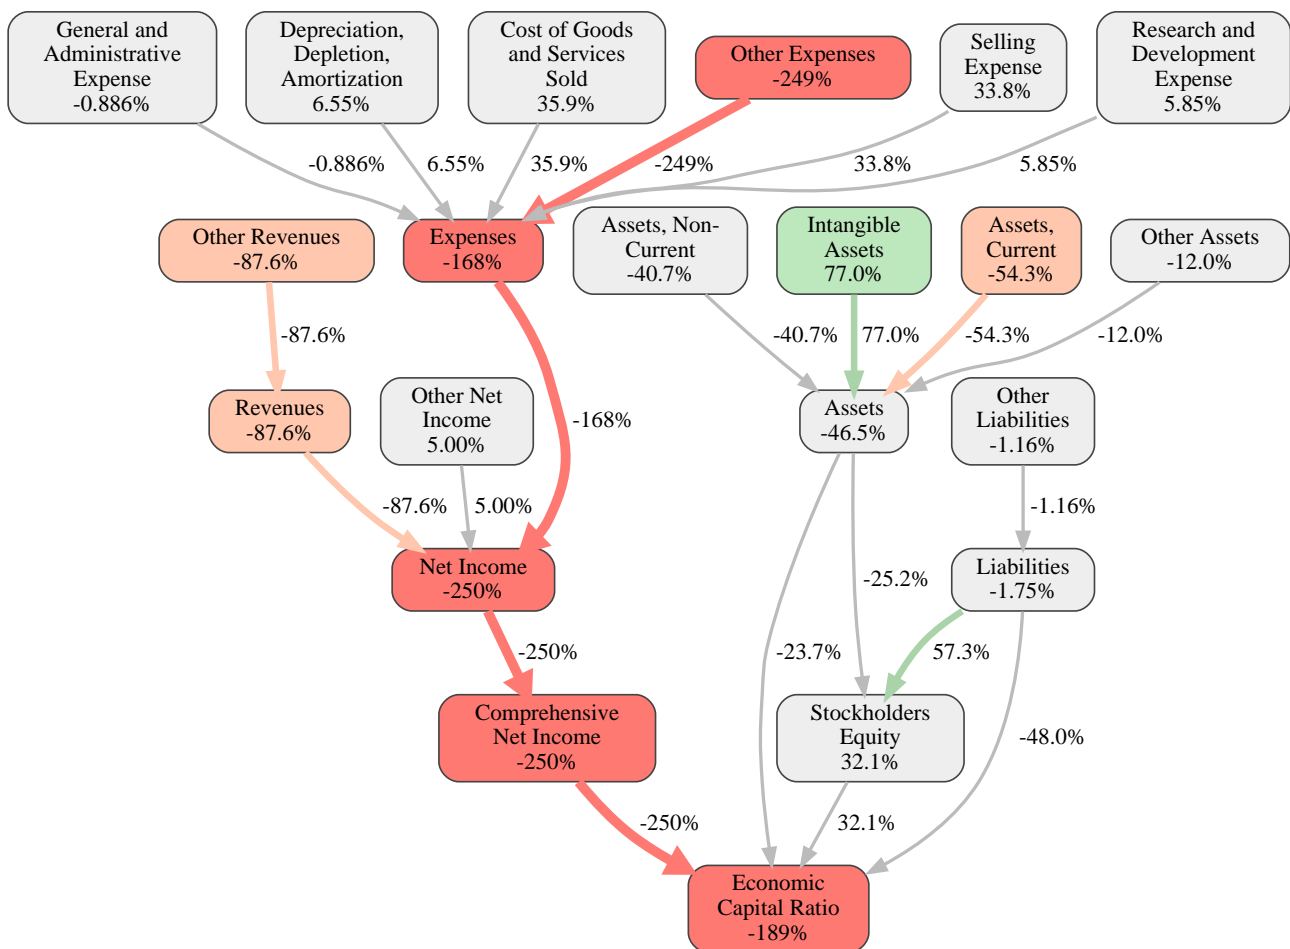 General and
Administrative
Expense
-0.886%
Depreciation,
Depletion,
Amortization
6.55%
Cost of Goods
and Services
Sold
35.9%
Other Expenses
-249%
Selling
Expense
33.8%
Research and
Development
Expense
5.85%
-0.886%
6.55%
35.9%
-249%
33.8%
5.85%
Other Revenues
-87.6%
Expenses
-168%
Assets, Non-
Current
-40.7%
Intangible
Assets
77.0%
Assets,
Current
-54.3%
Other Assets
-12.0%
-87.6%
-40.7%
77.0%
-54.3%
-12.0%
Revenues
-87.6%
Other Net
Income
5.00%
-168%
Assets
-46.5%
Other
Liabilities
-1.16%
-87.6%
5.00%
-1.16%
Net Income
-250%
-25.2%
Liabilities
-1.75%
-250%
-23.7%
57.3%
Comprehensive
Net Income
-250%
Stockholders
Equity
32.1%
-48.0%
-250%
32.1%
Economic
Capital Ratio
-189%